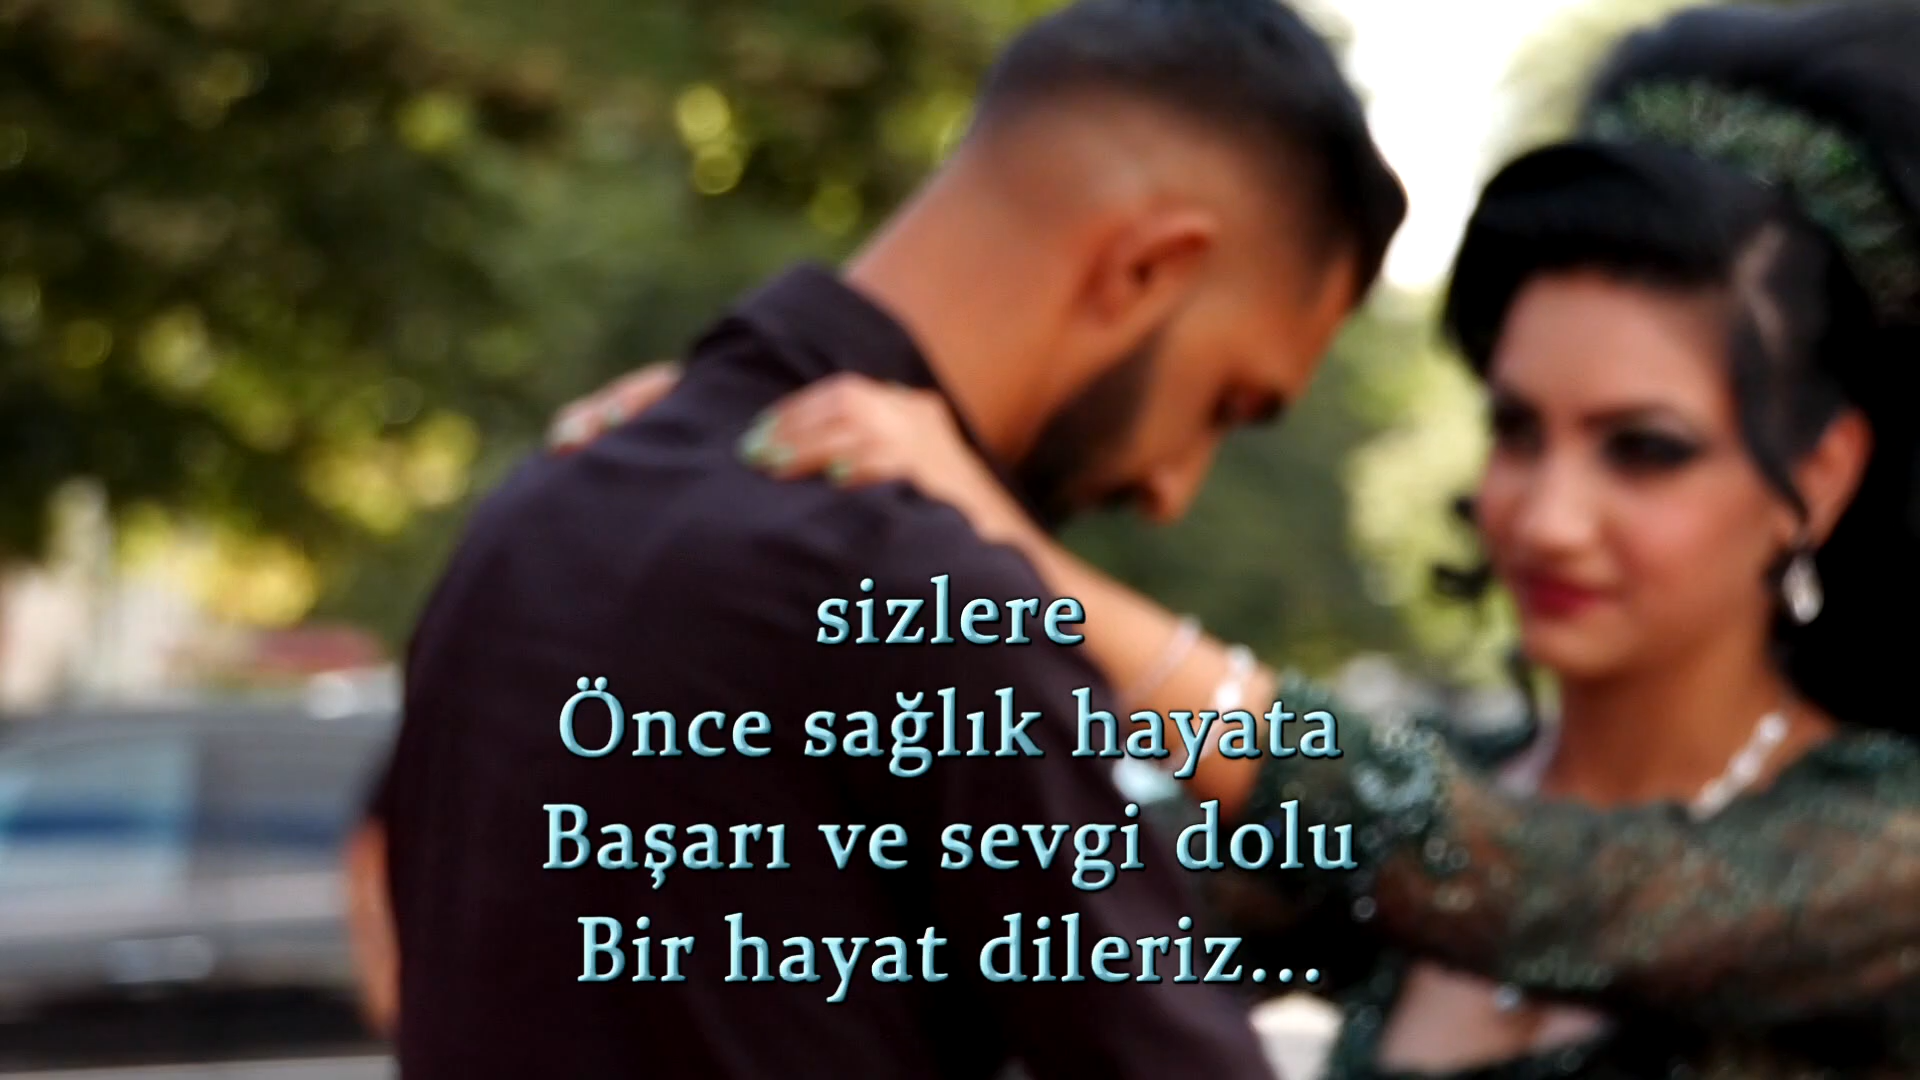 sizlere
Önce sağlık hayata
Başarı ve sevgi dolu
Bir hayat dileriz...